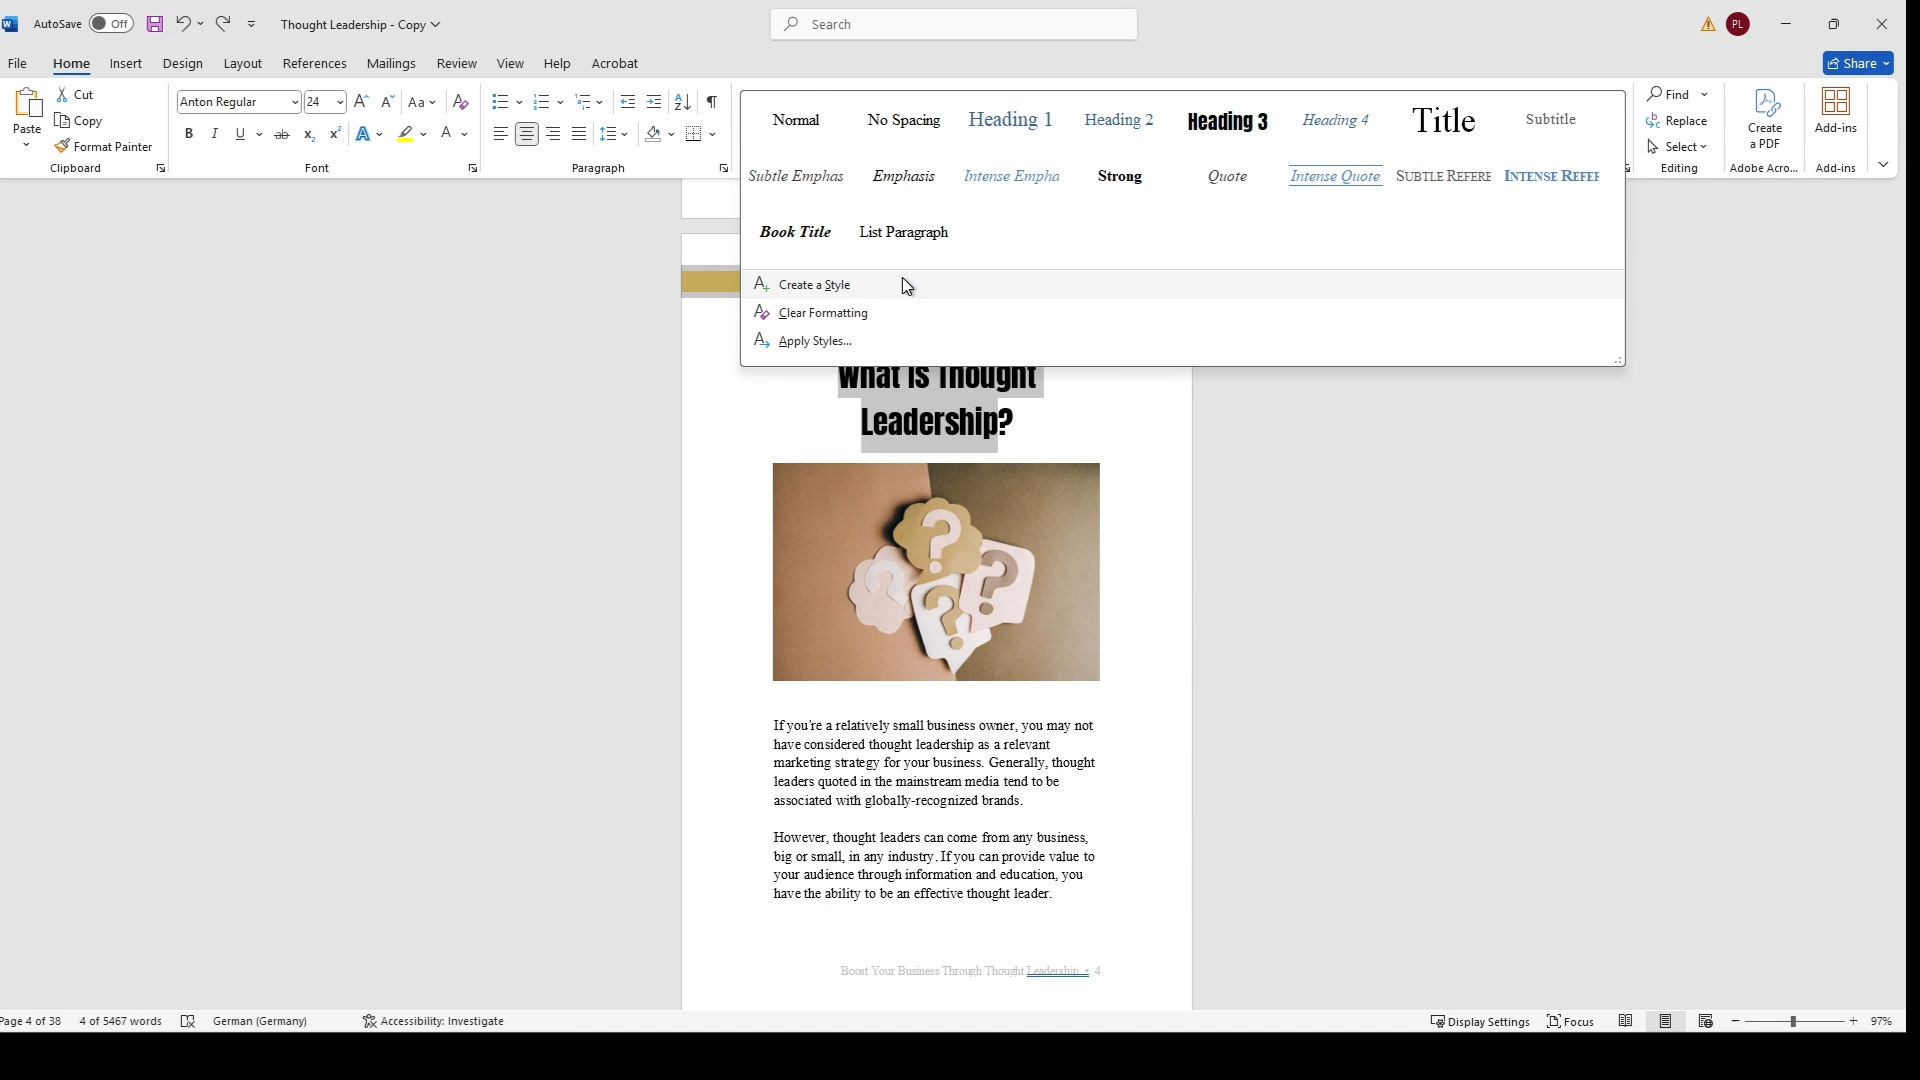 AutoSave Off Thought Leadership - Copy Search PL
File Home Insert Design Layout References Mailings Review View Help Acrobat Share
Paste Cut Copy Format Painter Clipboard
Anton Regular 24 Aa Font
Paragraph
Normal No Spacing Heading 1 Heading 2 Heading 3 Heading 4 Title Subtitle
Subtle Emphas Emphasis Intense Empha Strong Quote Intense Quote SUBTLE REFERE INTENSE REFER
Book Title List Paragraph
Create a Style
Clear Formatting
Apply Styles...
Find Replace Select Editing
Create a PDF Adobe Acro...
Add-ins Add-ins
What Is Thought
Leadership?
If you're a relatively small business owner, you may not
have considered thought leadership as a relevant
marketing strategy for your business. Generally, thought
leaders quoted in the mainstream media tend to be
associated with globally-recognized brands.
However, thought leaders can come from any business,
big or small, in any industry. If you can provide value to
your audience through information and education, you
have the ability to be an effective thought leader.
Boost Your Business Through Thought Leadership • 4
Page 4 of 38 4 of 5467 words German (Germany) Accessibility: Investigate Display Settings Focus 97%